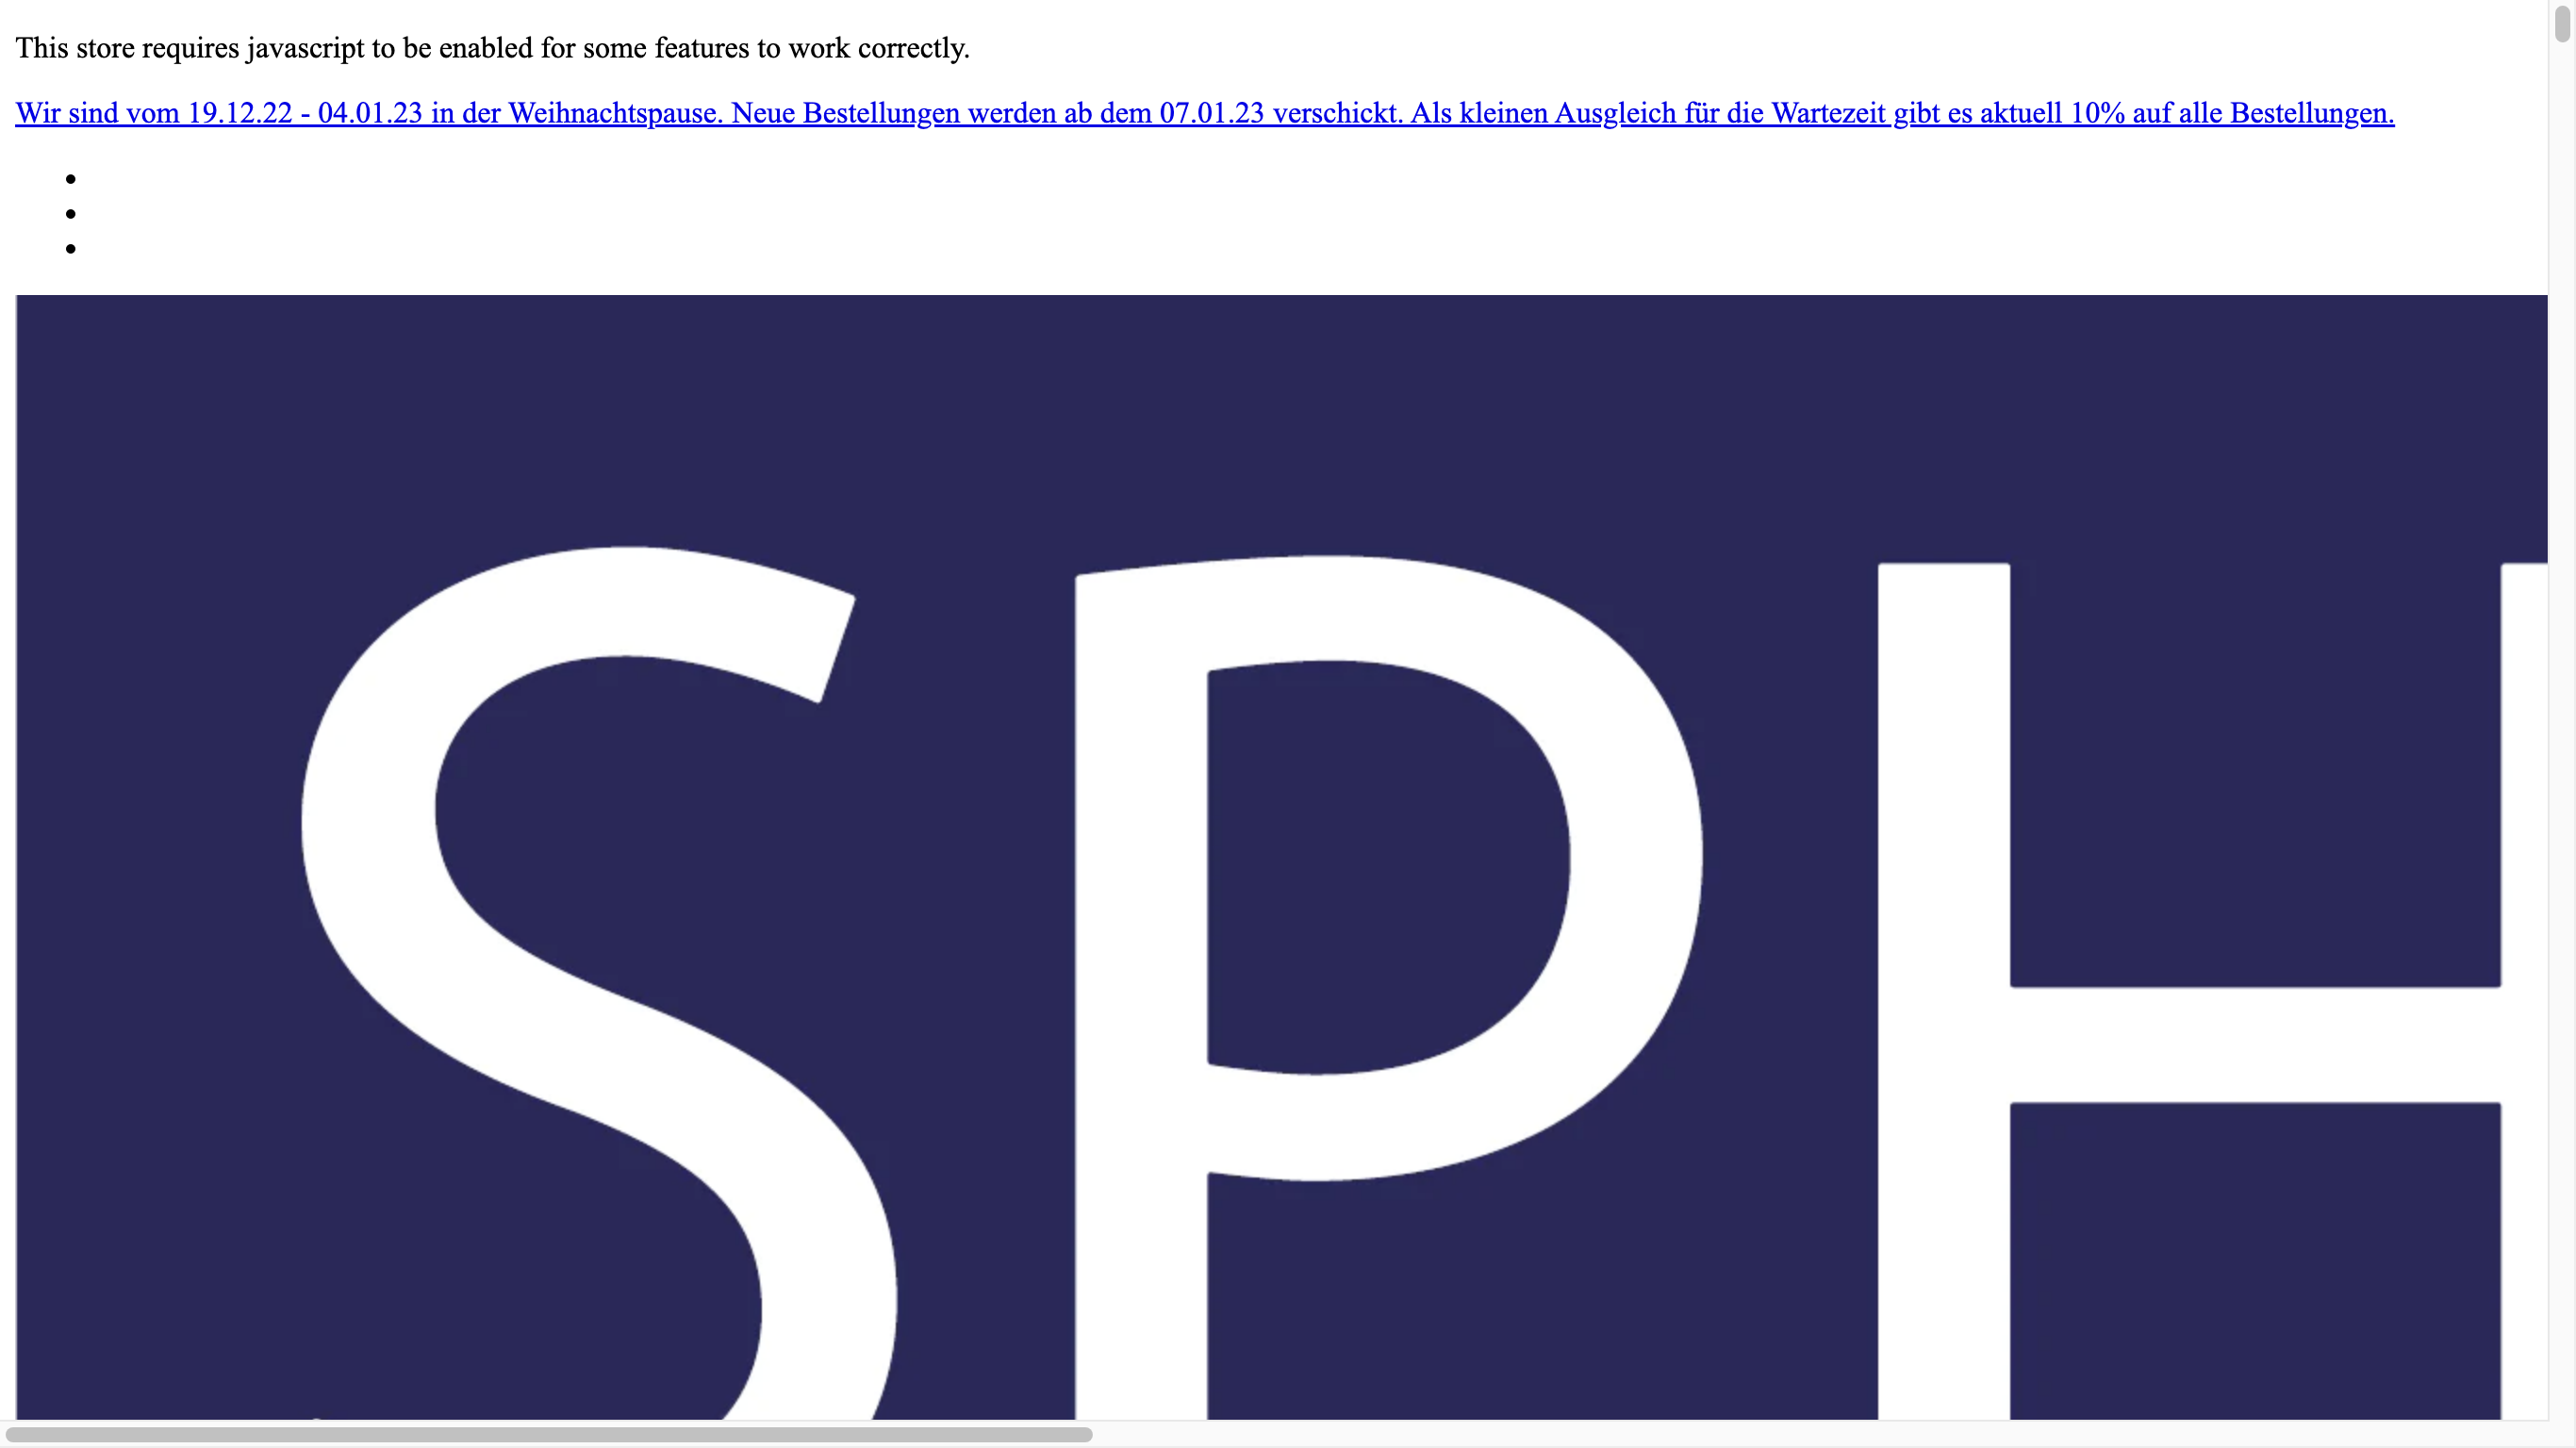 This store requires javascript to be enabled for some features to work correctly.
Wir sind vom 19.12.22 - 04.01.23 in der Weihnachtspause. Neue Bestellungen werden ab dem 07.01.23 verschickt. Als kleinen Ausgleich für die Wartezeit gibt es aktuell 10% auf alle Bestellungen.
SPH